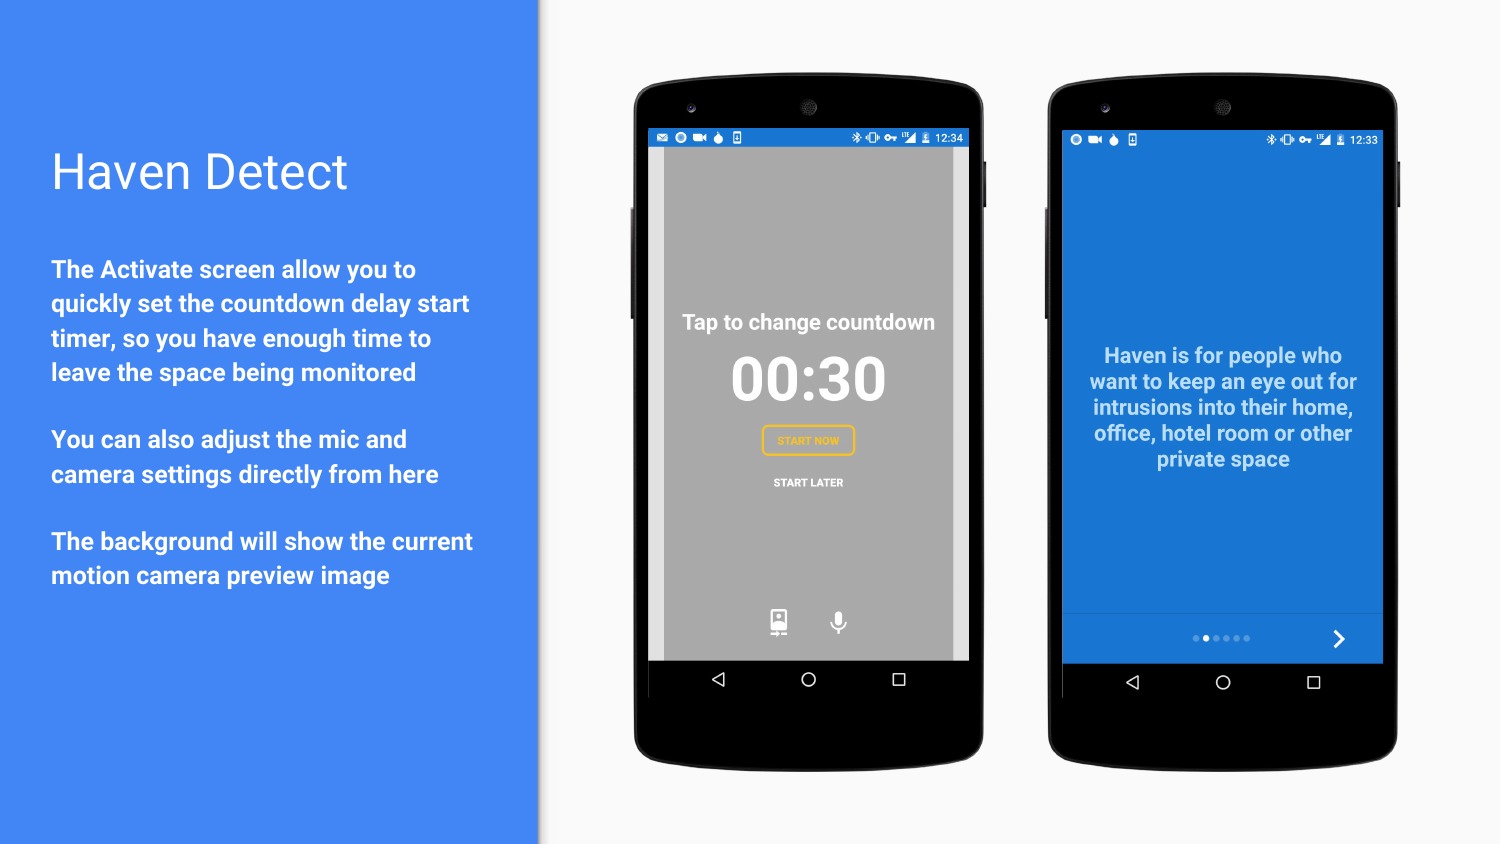 Haven Detect
The Activate screen allow you to
quickly set the countdown delay start
timer, so you have enough time to
leave the space being monitored
You can also adjust the mic and
camera settings directly from here
The background will show the current
motion camera preview image
LTE
12:34
Tap to change countdown
00:30
START NOW
START LATER
LTE
12:33
Haven is for people who
want to keep an eye out for
intrusions into their home,
office, hotel room or other
private space